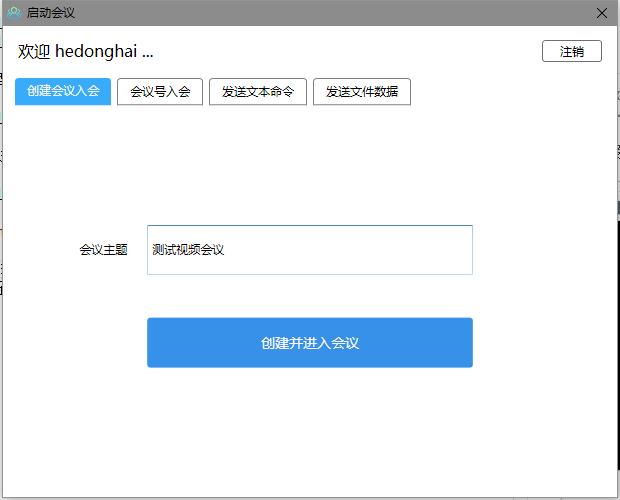 启动会议
欢迎 hedonghai ...
注销
创建会议入会 会议号入会 发送文本命令 发送文件数据
会议主题 测试视频会议
创建并进入会议